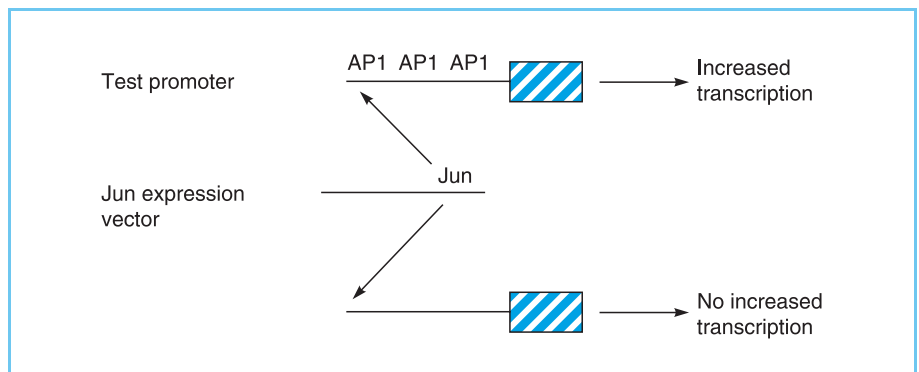 AP1 AP1 AP1
Test promoter
Increased
transcription
Jun
Jun expression
vector
No increased
transcription